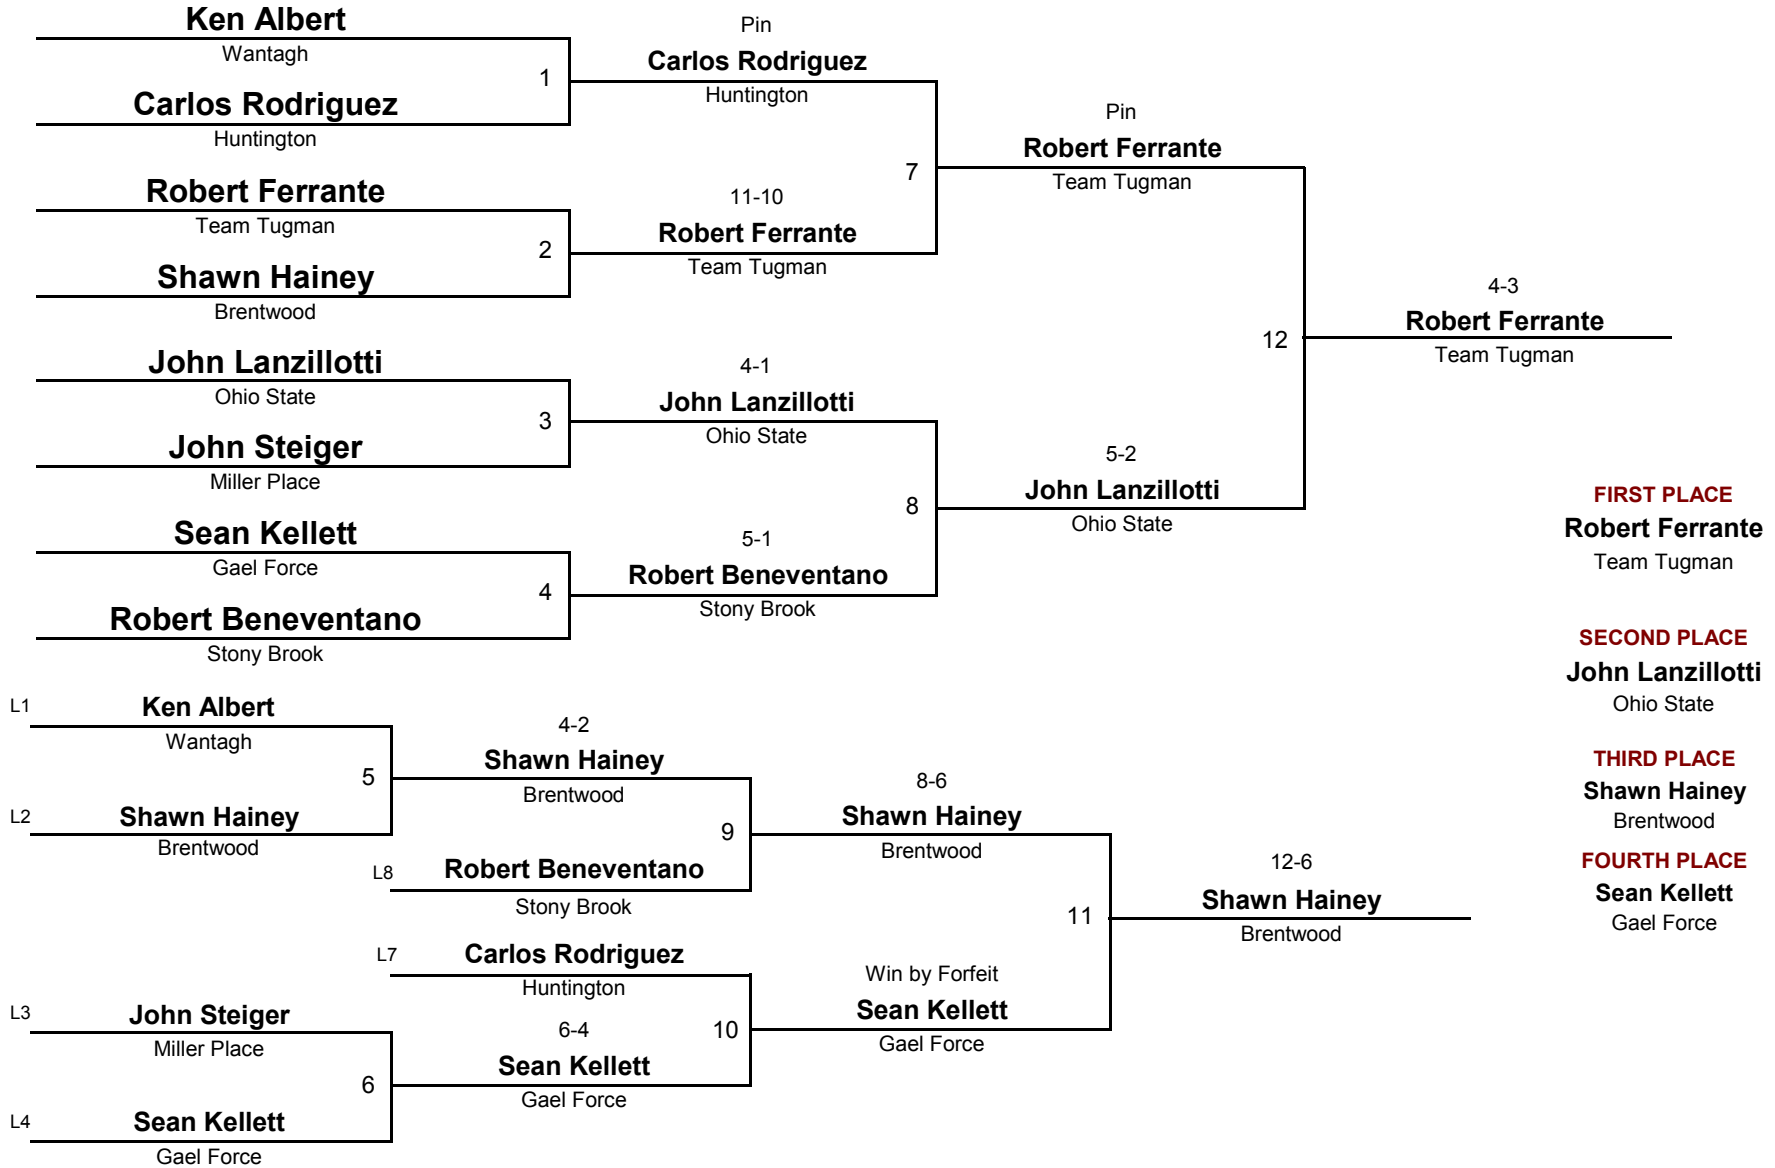 Ken Albert
Wantagh
1
Carlos Rodriguez
Huntington
Robert Ferrante
Team Tugman
2
Shawn Hainey
Brentwood
John Lanzillotti
Ohio State
3
John Steiger
Miller Place
Sean Kellett
Gael Force
4
Robert Beneventano
Stony Brook
Pin
Carlos Rodriguez
Huntington
7
11-10
Robert Ferrante
Team Tugman
4-1
John Lanzillotti
Ohio State
8
5-1
Robert Beneventano
Stony Brook
Pin
Robert Ferrante
Team Tugman
12
5-2
John Lanzillotti
Ohio State
4-3
Robert Ferrante
Team Tugman
L1
Ken Albert
Wantagh
5
L2
Shawn Hainey
Brentwood
4-2
Shawn Hainey
Brentwood
9
L8
Robert Beneventano
Stony Brook
L7
Carlos Rodriguez
Huntington
10
L3
John Steiger
Miller Place
6
L4
Sean Kellett
Gael Force
6-4
Sean Kellett
Gael Force
8-6
Shawn Hainey
Brentwood
11
Win by Forfeit
Sean Kellett
Gael Force
12-6
Shawn Hainey
Brentwood
FIRST PLACE
Robert Ferrante
Team Tugman
SECOND PLACE
John Lanzillotti
Ohio State
THIRD PLACE
Shawn Hainey
Brentwood
FOURTH PLACE
Sean Kellett
Gael Force